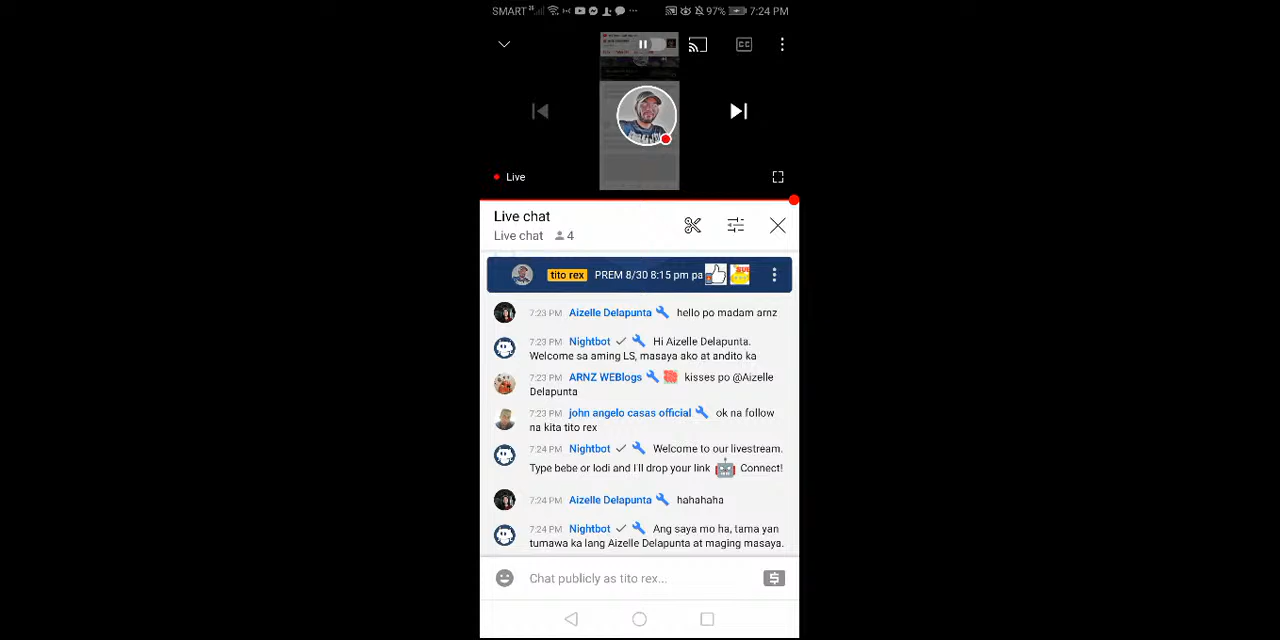 SMART 97% 7:24 PM
CC
Live
Live chat
Live chat 4
tito rex PREM 8/30 8:15 pm pa
7:23 PM Aizelle Delapunta hello po madam arnz
7:23 PM Nightbot Hi Aizelle Delapunta.
Welcome sa aming LS, masaya ako at andito ka
7:23 PM ARNZ WEBlogs kisses po @Aizelle
Delapunta
7:23 PM john angelo casas official ok na follow
na kita tito rex
7:24 PM Nightbot Welcome to our livestream.
Type bebe or lodi and I'll drop your link Connect!
7:24 PM Aizelle Delapunta hahahaha
7:24 PM Nightbot Ang saya mo ha, tama yan
tumawa ka lang Aizelle Delapunta at maging masaya.
Chat publicly as tito rex...